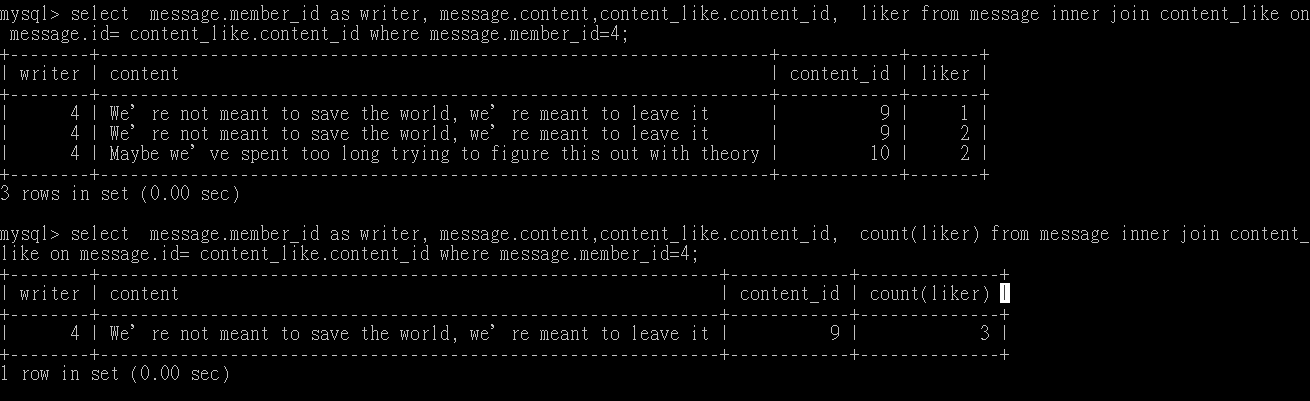 mysql> select  message.member_id as writer, message.content,content_like.content_id,  liker from message inner join content_like on
 message.id= content_like.content_id where message.member_id=4;
+--------+------------------------------------------------------------------+------------+-------+
| writer | content                                                          | content_id | liker |
+--------+------------------------------------------------------------------+------------+-------+
|      4 | We’re not meant to save the world, we’re meant to leave it       |          9 |     1 |
|      4 | We’re not meant to save the world, we’re meant to leave it       |          9 |     2 |
|      4 | Maybe we’ve spent too long trying to figure this out with theory |         10 |     2 |
+--------+------------------------------------------------------------------+------------+-------+
3 rows in set (0.00 sec)
mysql> select  message.member_id as writer, message.content,content_like.content_id,  count(liker) from message inner join content_
like on message.id= content_like.content_id where message.member_id=4;
+--------+------------------------------------------------------------+------------+--------------+
| writer | content                                                    | content_id | count(liker) |
+--------+------------------------------------------------------------+------------+--------------+
|      4 | We’re not meant to save the world, we’re meant to leave it |          9 |            3 |
+--------+------------------------------------------------------------+------------+--------------+
1 row in set (0.00 sec)